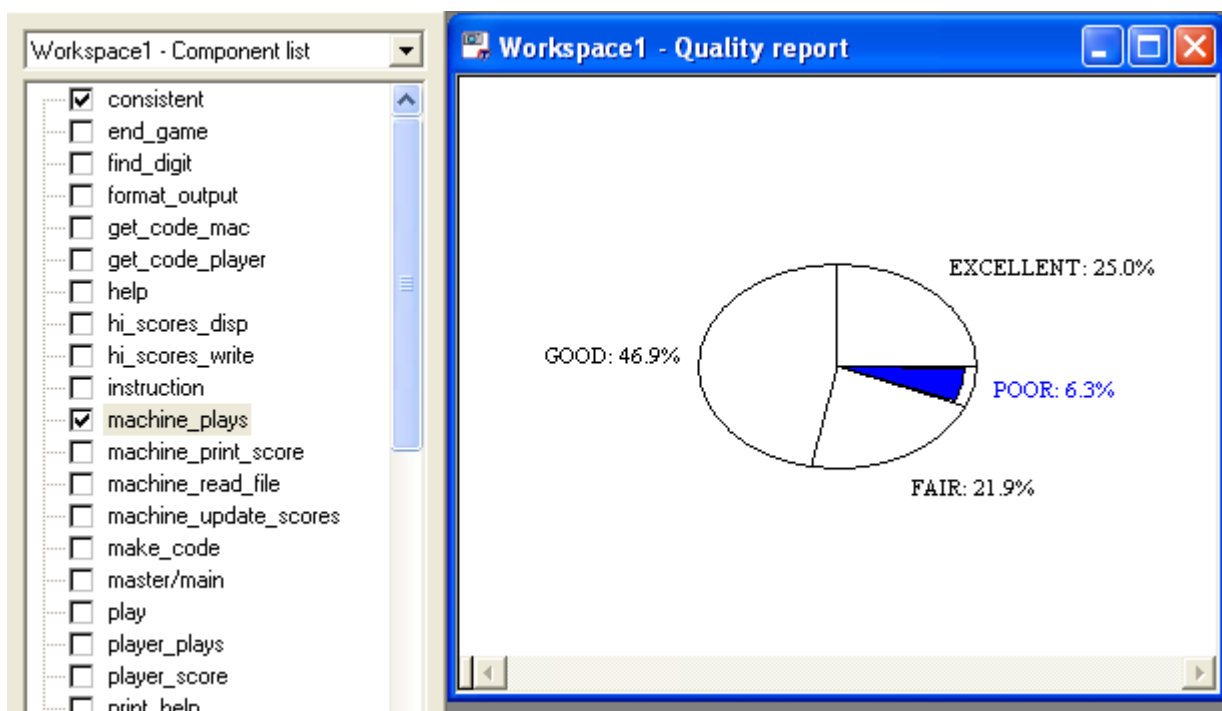 Workspace1 - Component list
consistent
end_game
find_digit
format_output
get_code_mac
get_code_player
help
hi_scores_disp
hi_scores_write
instruction
machine_plays
machine_print_score
machine_read_file
machine_update_scores
make_code
master/main
play
player_plays
player_score
print_help
Workspace1 - Quality report
EXCELLENT: 25.0%
GOOD: 46.9%
POOR: 6.3%
FAIR: 21.9%